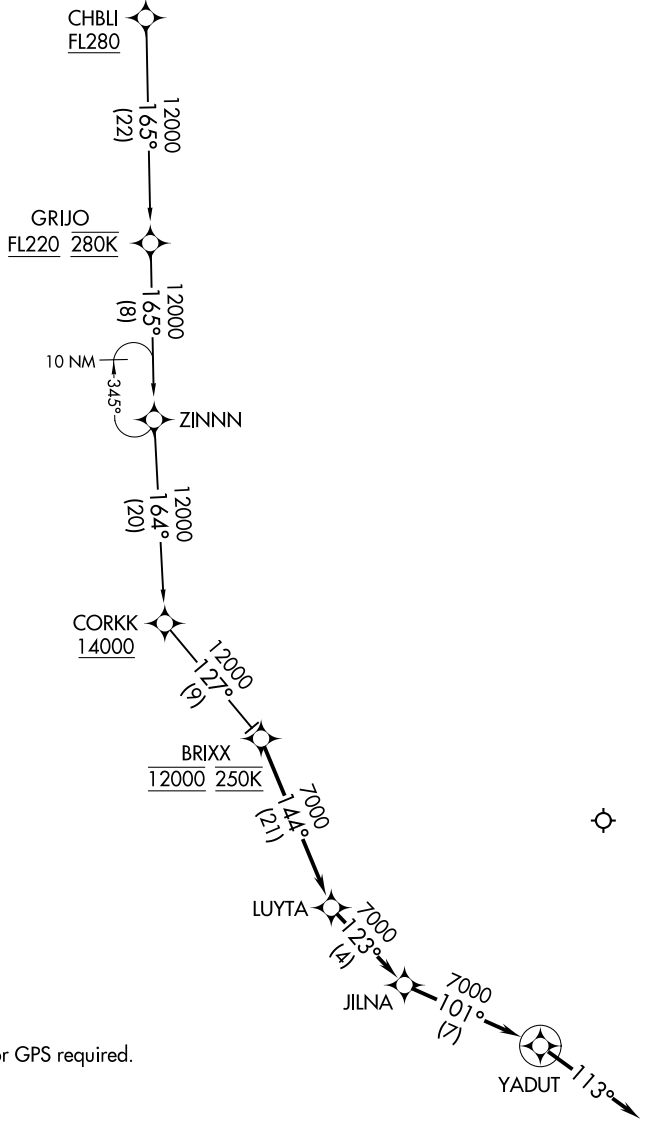 CHBLI
FL280
12000
165°
(22)
GRIJO
FL220 280K
12000
165°
(8)
10 NM
345°
ZINNN
12000
164°
(20)
CORKK
14000
12000
127°
(9)
BRIXX
12000 250K
7000
144°
(21)
LUYTA
7000
123°
(4)
JILNA
7000
101°
(7)
YADUT
113°
or GPS required.